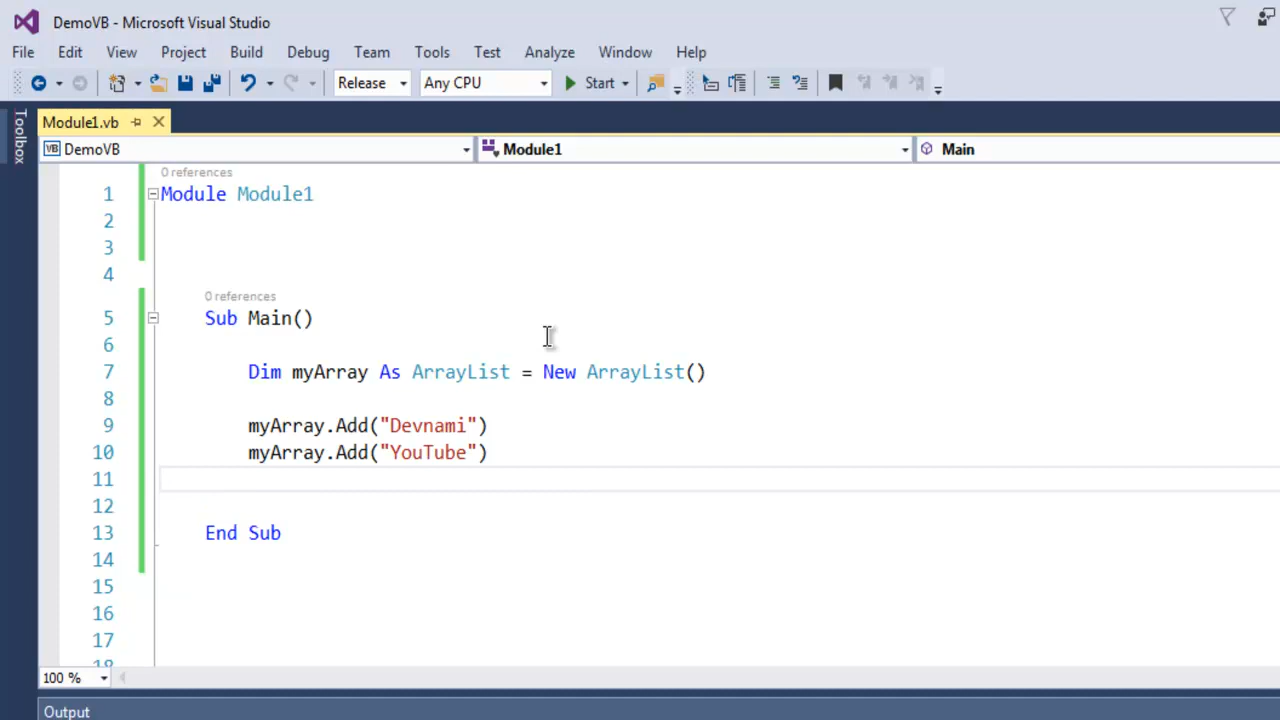 DemoVB - Microsoft Visual Studio
File Edit View Project Build Debug Team Tools Test Analyze Window Help
Release Any CPU Start
Toolbox
Module1.vb
VB DemoVB Module1 Main
0 references
1 Module Module1
2
3
4
0 references
5 Sub Main()
6
7 Dim myArray As ArrayList = New ArrayList()
8
9 myArray.Add("Devnami")
10 myArray.Add("YouTube")
11
12
13 End Sub
14
15
16
17
18
100 %
Output